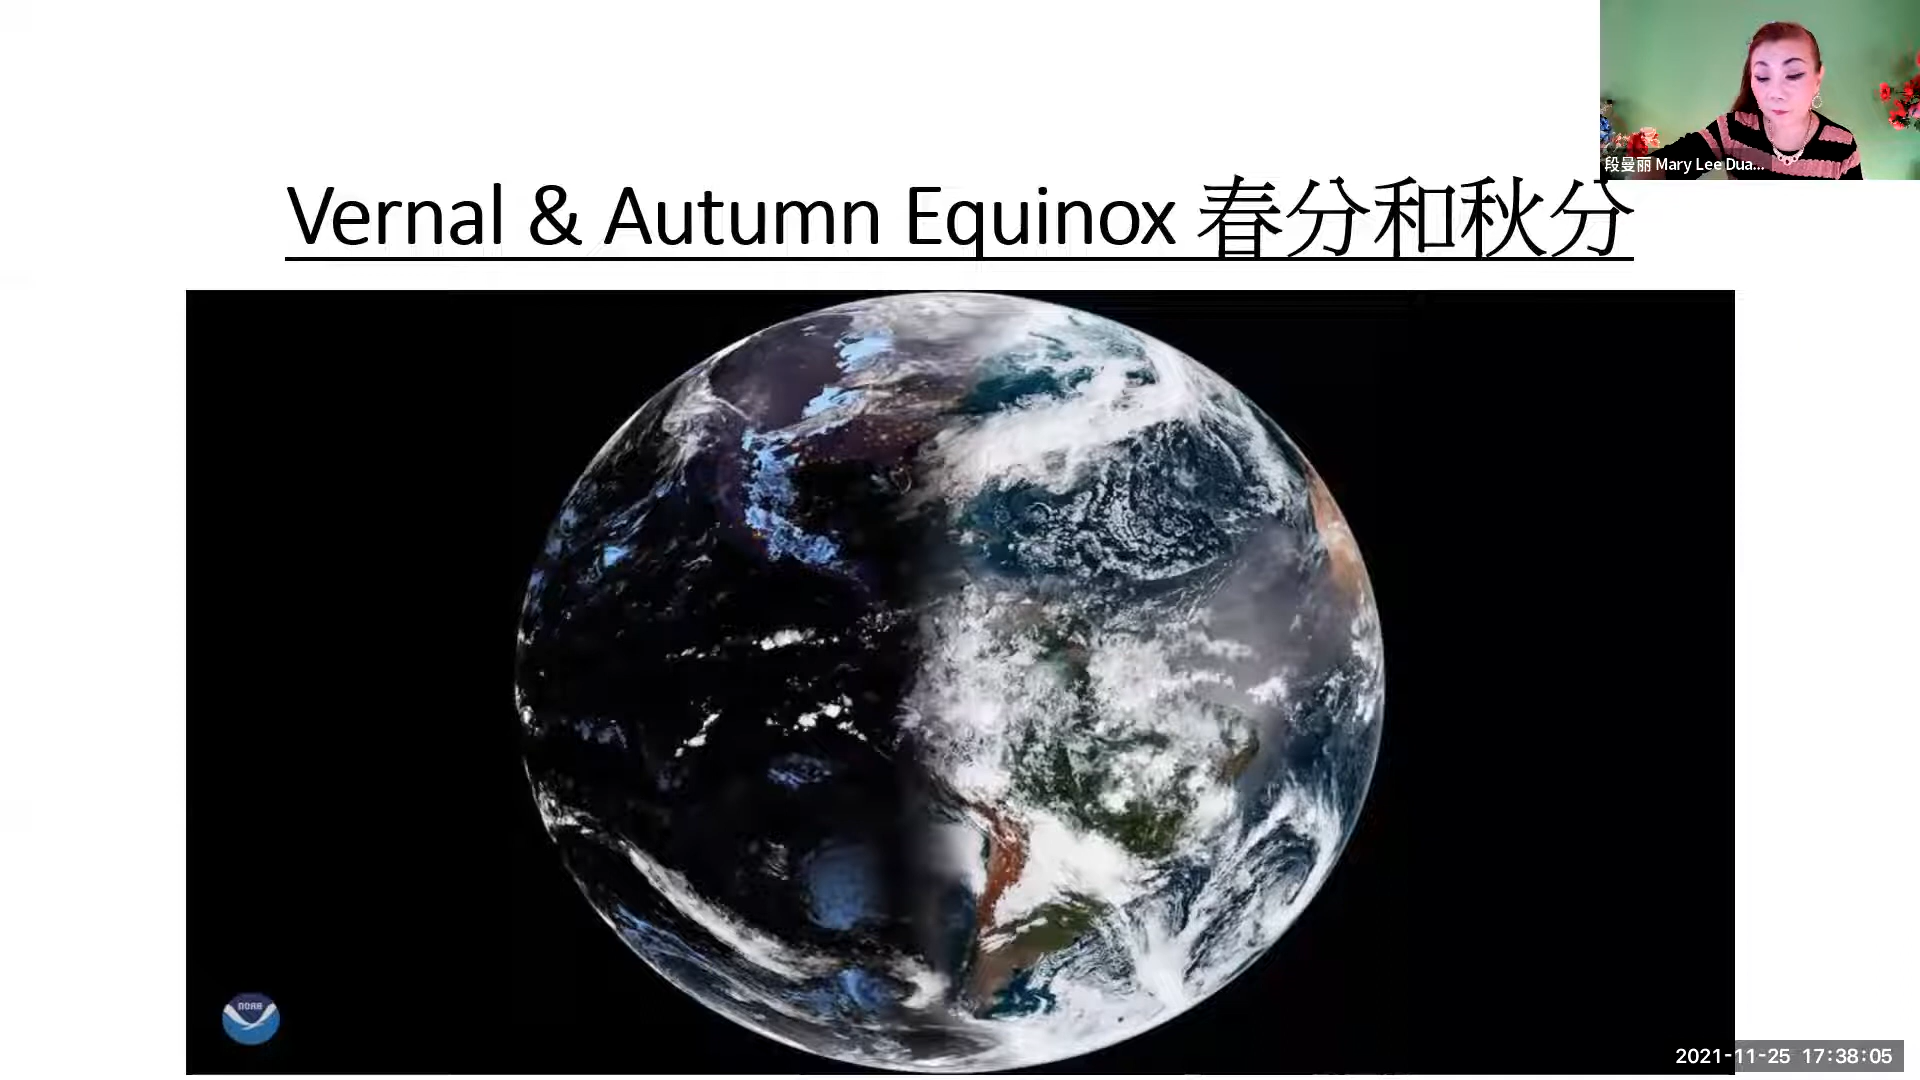 段曼丽 Mary Lee Dua...
Vernal & Autumn Equinox 春分和秋分
NOAA
2021-11-25 17:38:05